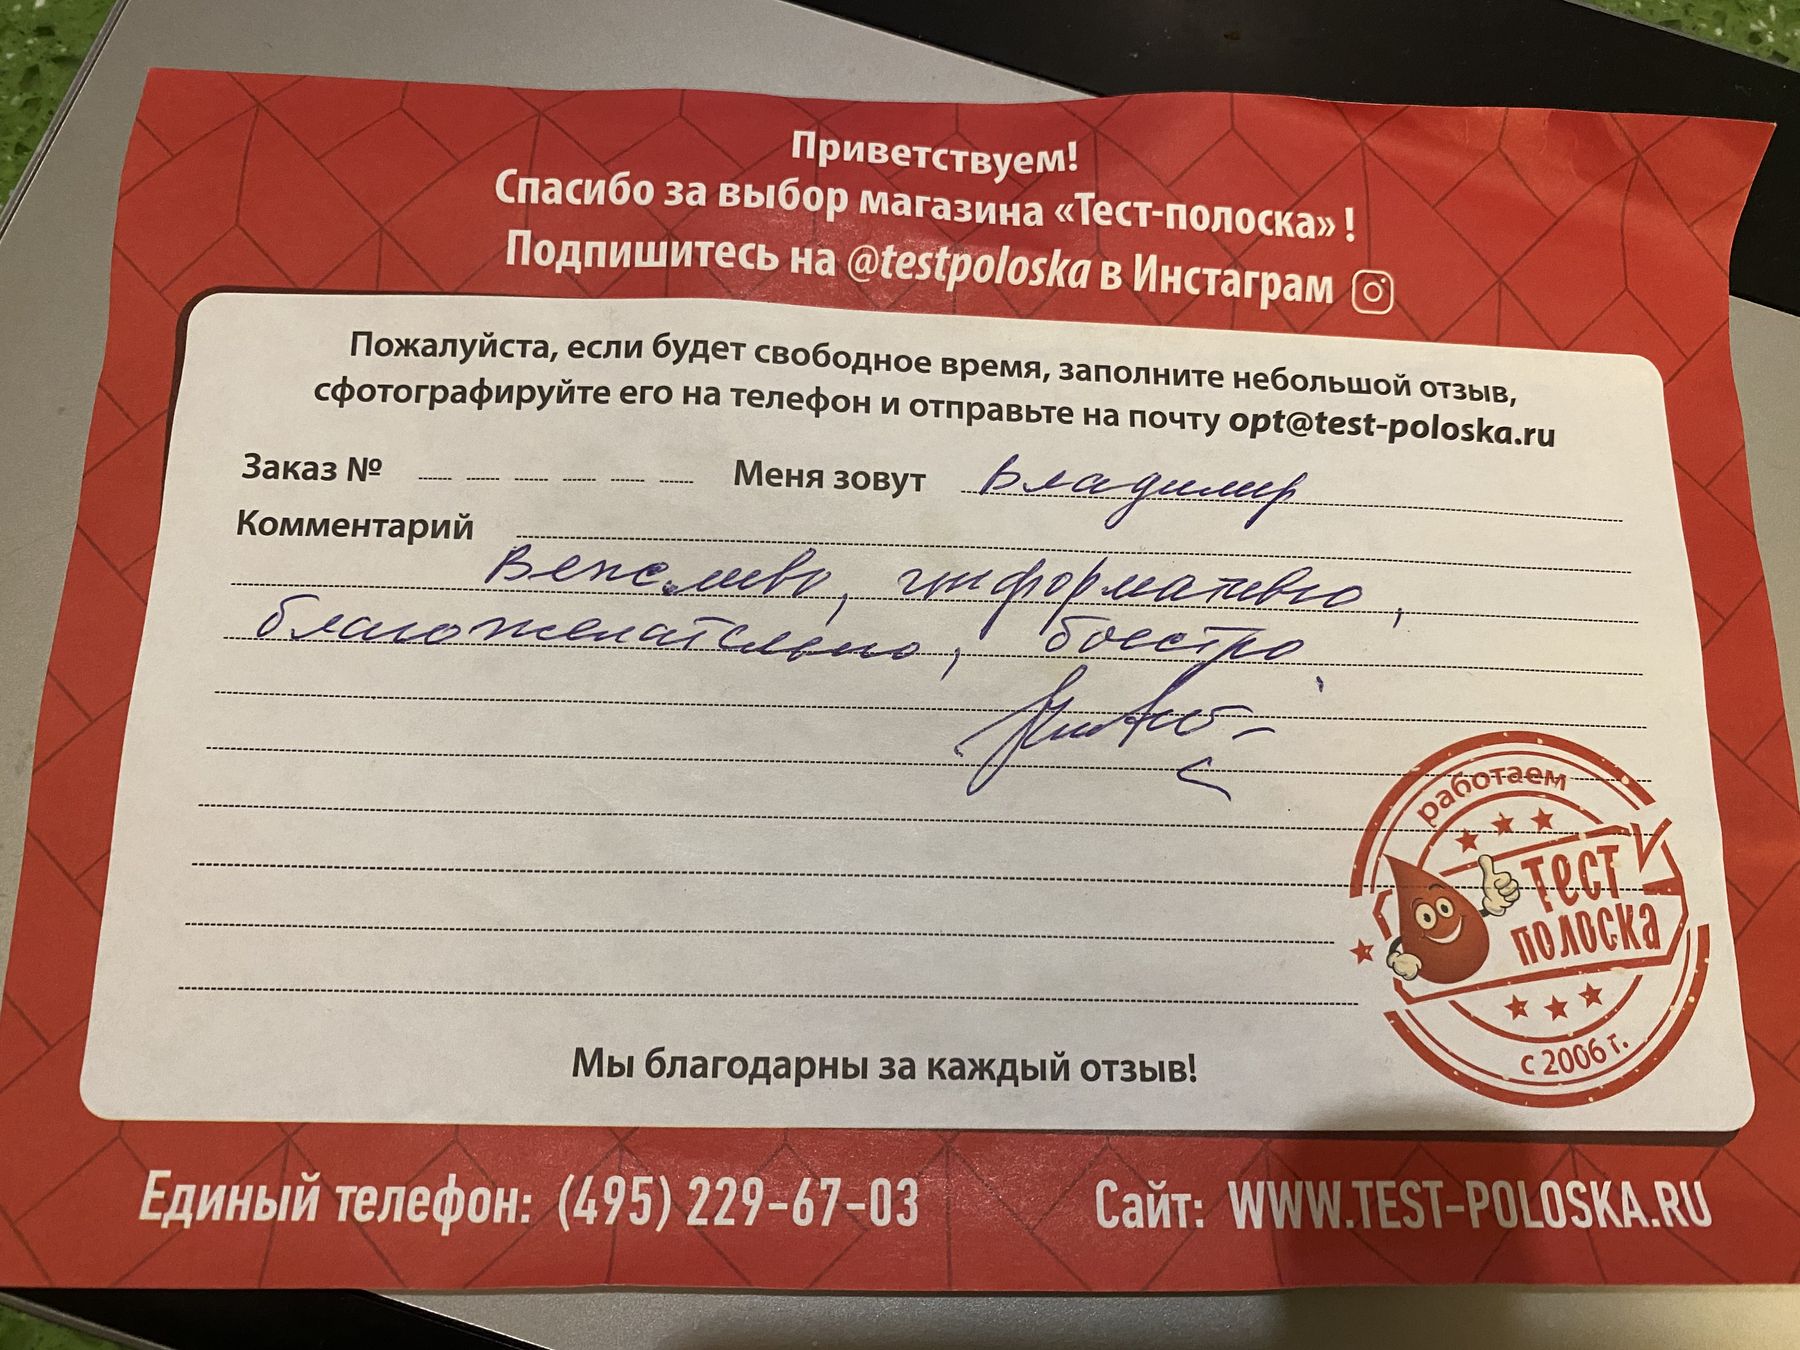 Приветствуем!
Спасибо за выбор магазина «Тест-полоска» !
Подпишитесь на @testpoloska в Инстаграм
Пожалуйста, если будет свободное время, заполните небольшой отзыв,
сфотографируйте его на телефон и отправьте на почту opt@test-poloska.ru
Заказ № Меня зовут Владимир
Комментарий
Вежливо, информативно,
благожелательно, быстро
работаем
ТЕСТ
ПОЛОСКА
с 2006 г.
Мы благодарны за каждый отзыв!
Единый телефон: (495) 229-67-03 Сайт: WWW.TEST-POLOSKA.RU